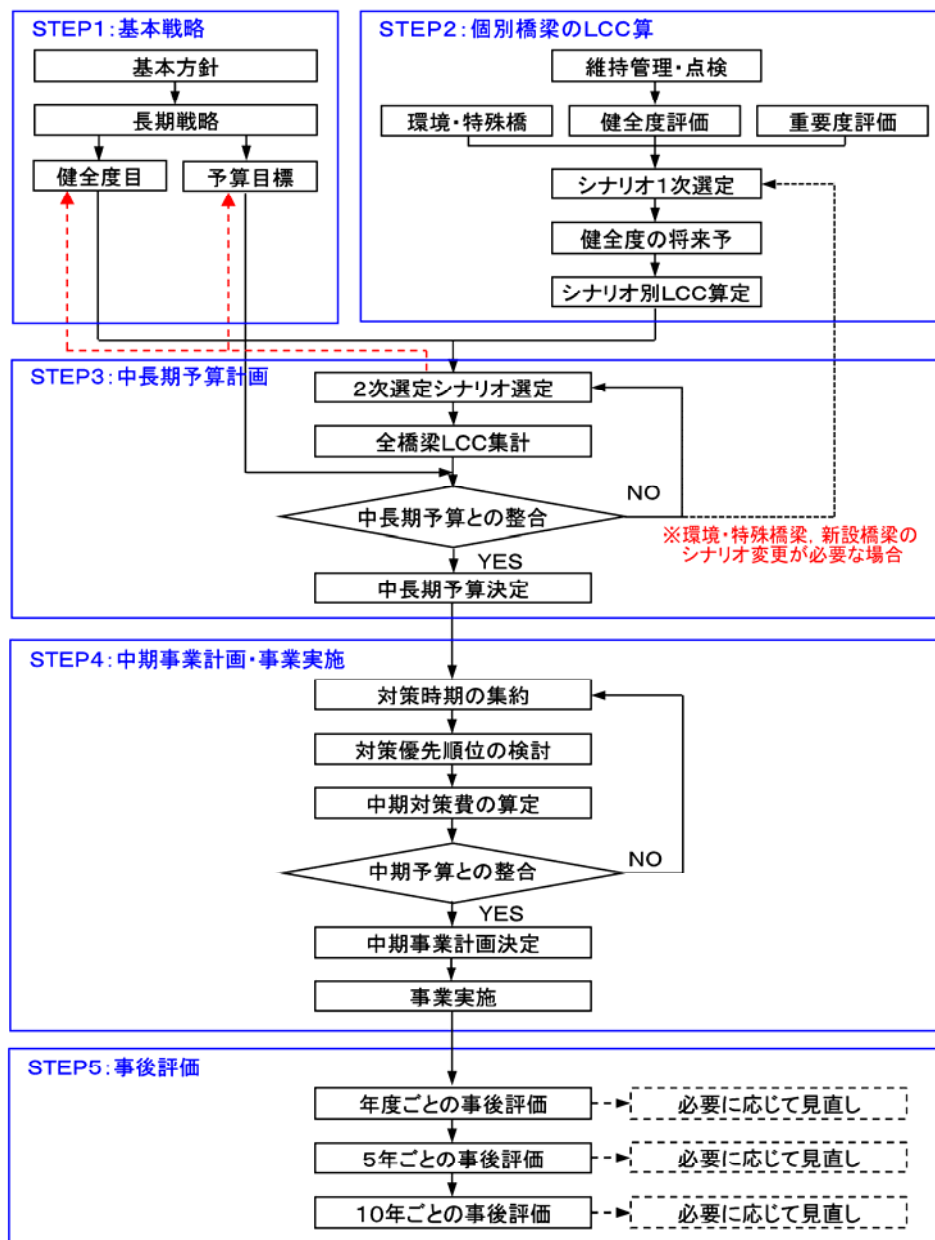 STEP1:基本戦略
基本方針
長期戦略
健全度目
予算目標
STEP2:個別橋梁のLCC算
維持管理・点検
環境・特殊橋
健全度評価
重要度評価
シナリオ1次選定
健全度の将来予
シナリオ別LCC算定
STEP3:中長期予算計画
2次選定シナリオ選定
全橋梁LCC集計
中長期予算との整合
NO
※環境・特殊橋梁,新設橋梁の
シナリオ変更が必要な場合
YES
中長期予算決定
STEP4:中期事業計画・事業実施
対策時期の集約
対策優先順位の検討
中期対策費の算定
中期予算との整合
NO
YES
中期事業計画決定
事業実施
STEP5:事後評価
年度ごとの事後評価
必要に応じて見直し
5年ごとの事後評価
必要に応じて見直し
10年ごとの事後評価
必要に応じて見直し